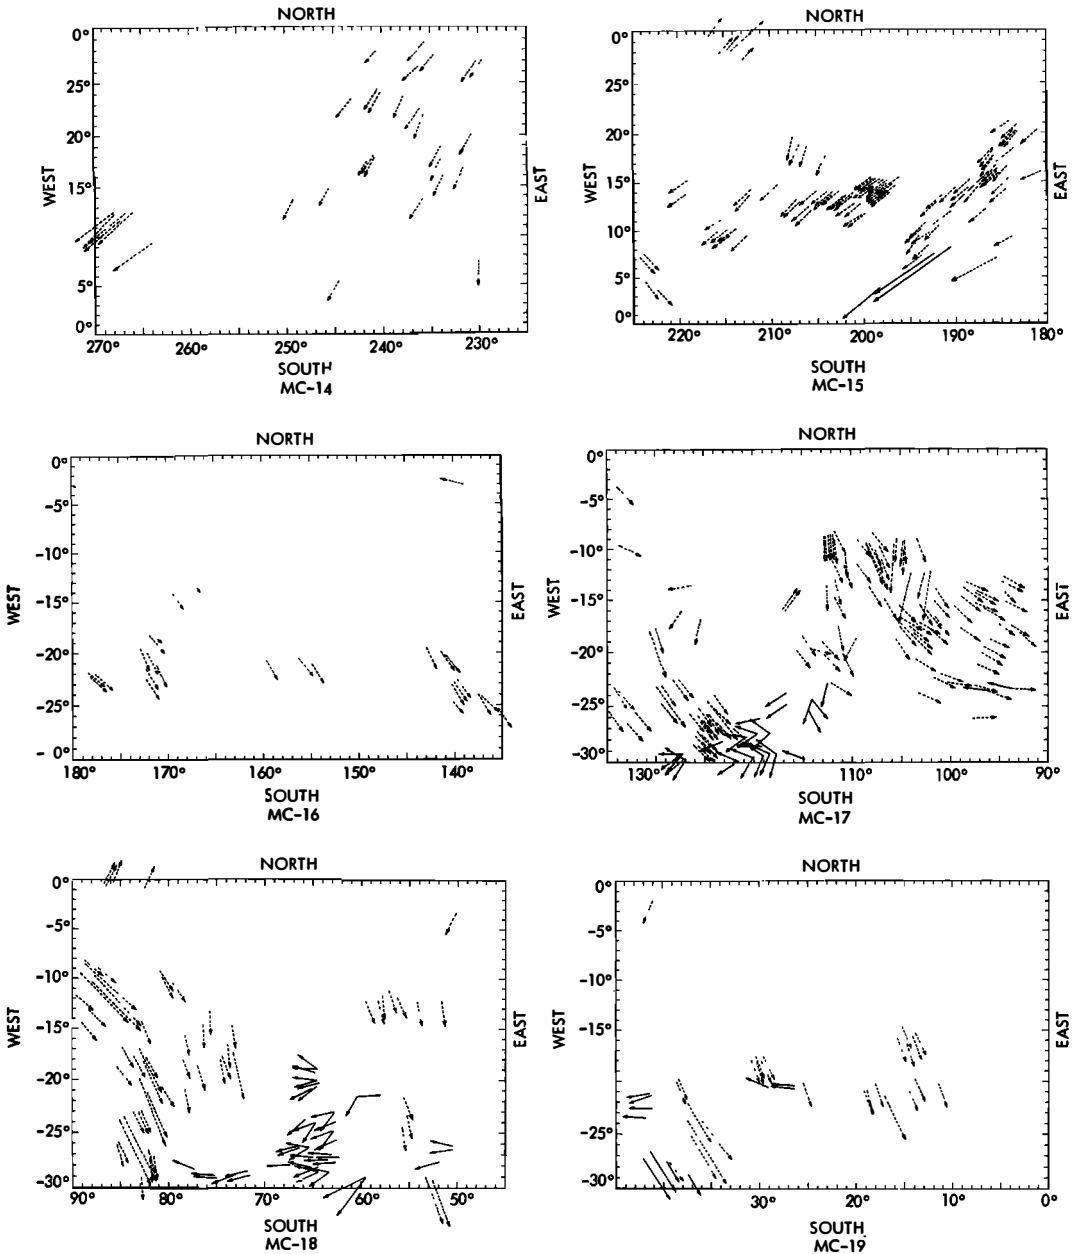 NORTH NORTH
0° 0°
25° 25°
20° 20°
WEST 15° EAST WEST 15° EAST
10° 10°
5° 5°
0° 0°
270° 260° 250° 240° 230° 220° 210° 200° 190° 180°
SOUTH SOUTH
MC-14 MC-15
NORTH NORTH
0° 0°
-5° -5°
-10° -10°
WEST -15° EAST WEST -15° EAST
-20° -20°
-25° -25°
- 0° -30°
180° 170° 160° 150° 140° 130° 110° 100° 90°
SOUTH SOUTH
MC-16 MC-17
NORTH NORTH
0° 0°
-5° -5°
-10° -10°
WEST -15° EAST WEST -15° EAST
-20° -20°
-25° -25°
-30° -30°
90° 80° 70° 60° 50° 30° 20° 10° 0°
SOUTH SOUTH
MC-18 MC-19